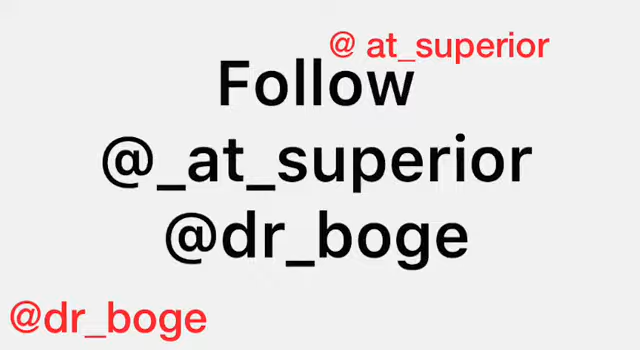 @ at_superior
Follow
@_at_superior
@dr_boge
@dr_boge